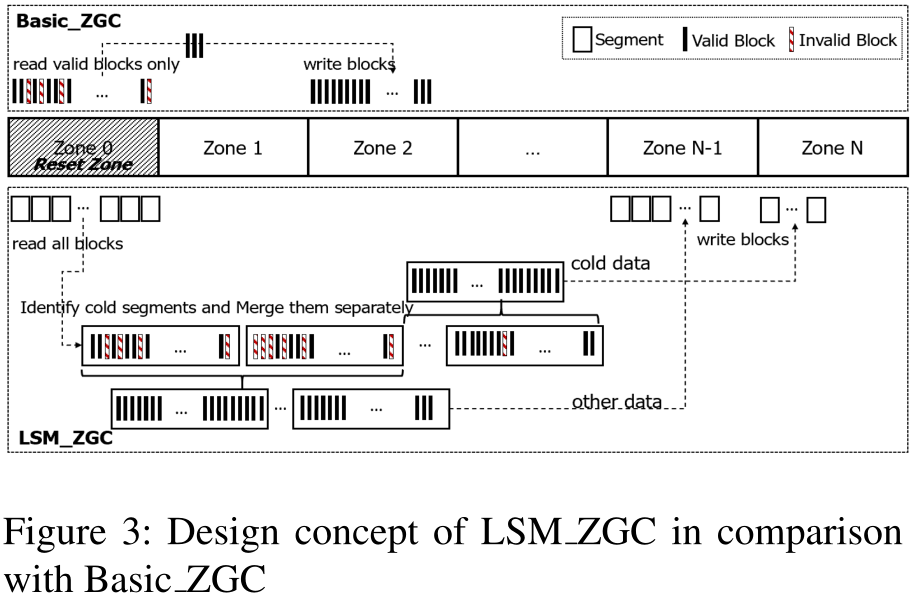 Basic_ZGC
Segment Valid Block Invalid Block
read valid blocks only
write blocks
...
...
Zone 0
Reset Zone
Zone 1
Zone 2
...
Zone N-1
Zone N
...
...
...
read all blocks
write blocks
cold data
...
Identify cold segments and Merge them separately
...
...
...
...
...
...
...
other data
LSM_ZGC
Figure 3: Design concept of LSM_ZGC in comparison
with Basic_ZGC